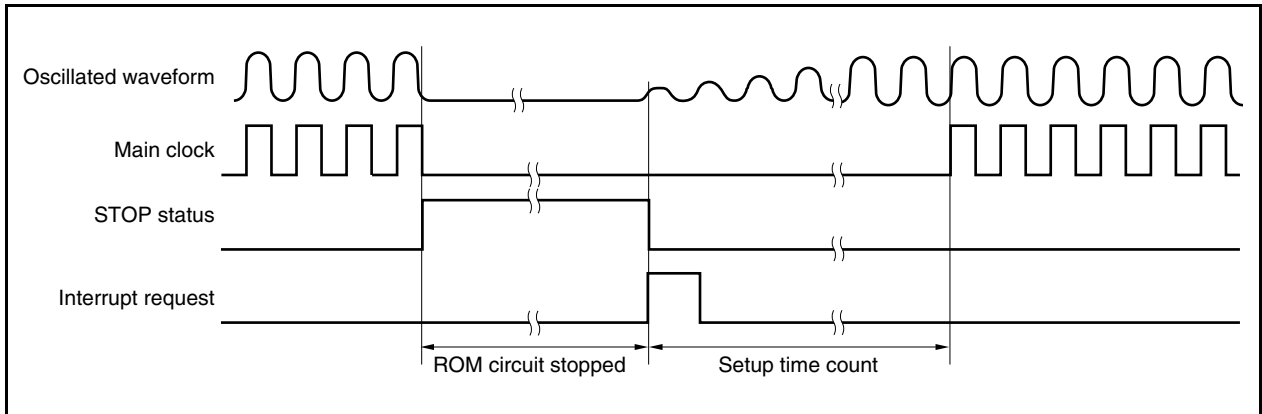 Oscillated waveform
Main clock
STOP status
Interrupt request
ROM circuit stopped
Setup time count